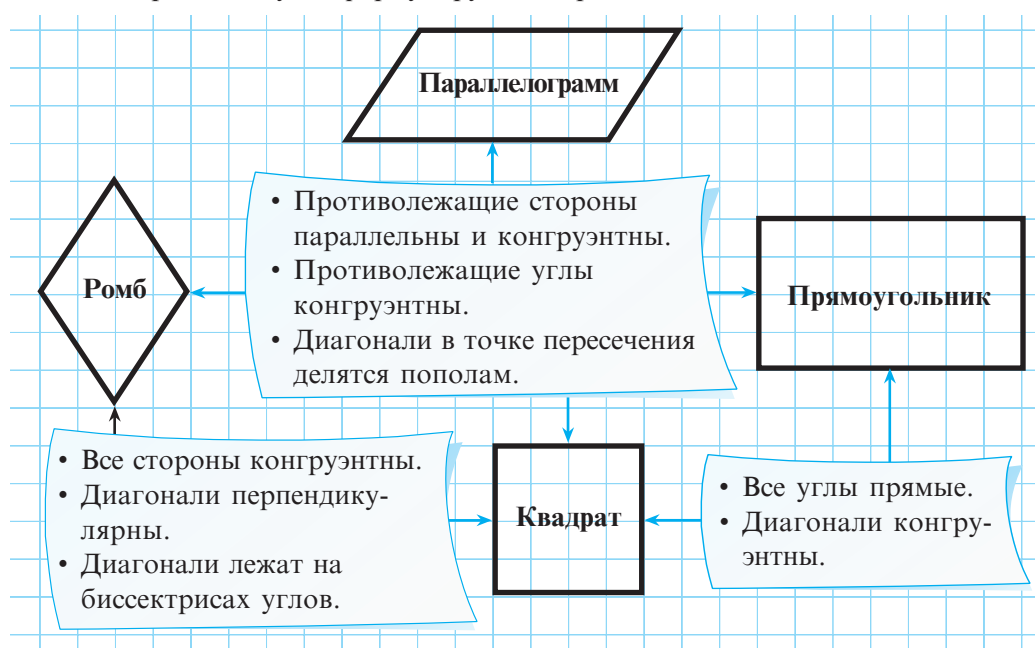 Параллелограмм
• Противолежащие стороны
параллельны и конгруэнтны.
• Противолежащие углы
конгруэнтны.
• Диагонали в точке пересечения
делятся пополам.
Ромб
Прямоугольник
• Все стороны конгруэнтны.
• Диагонали перпендику-
лярны.
• Диагонали лежат на
биссектрисах углов.
Квадрат
• Все углы прямые.
• Диагонали конгру-
энтны.